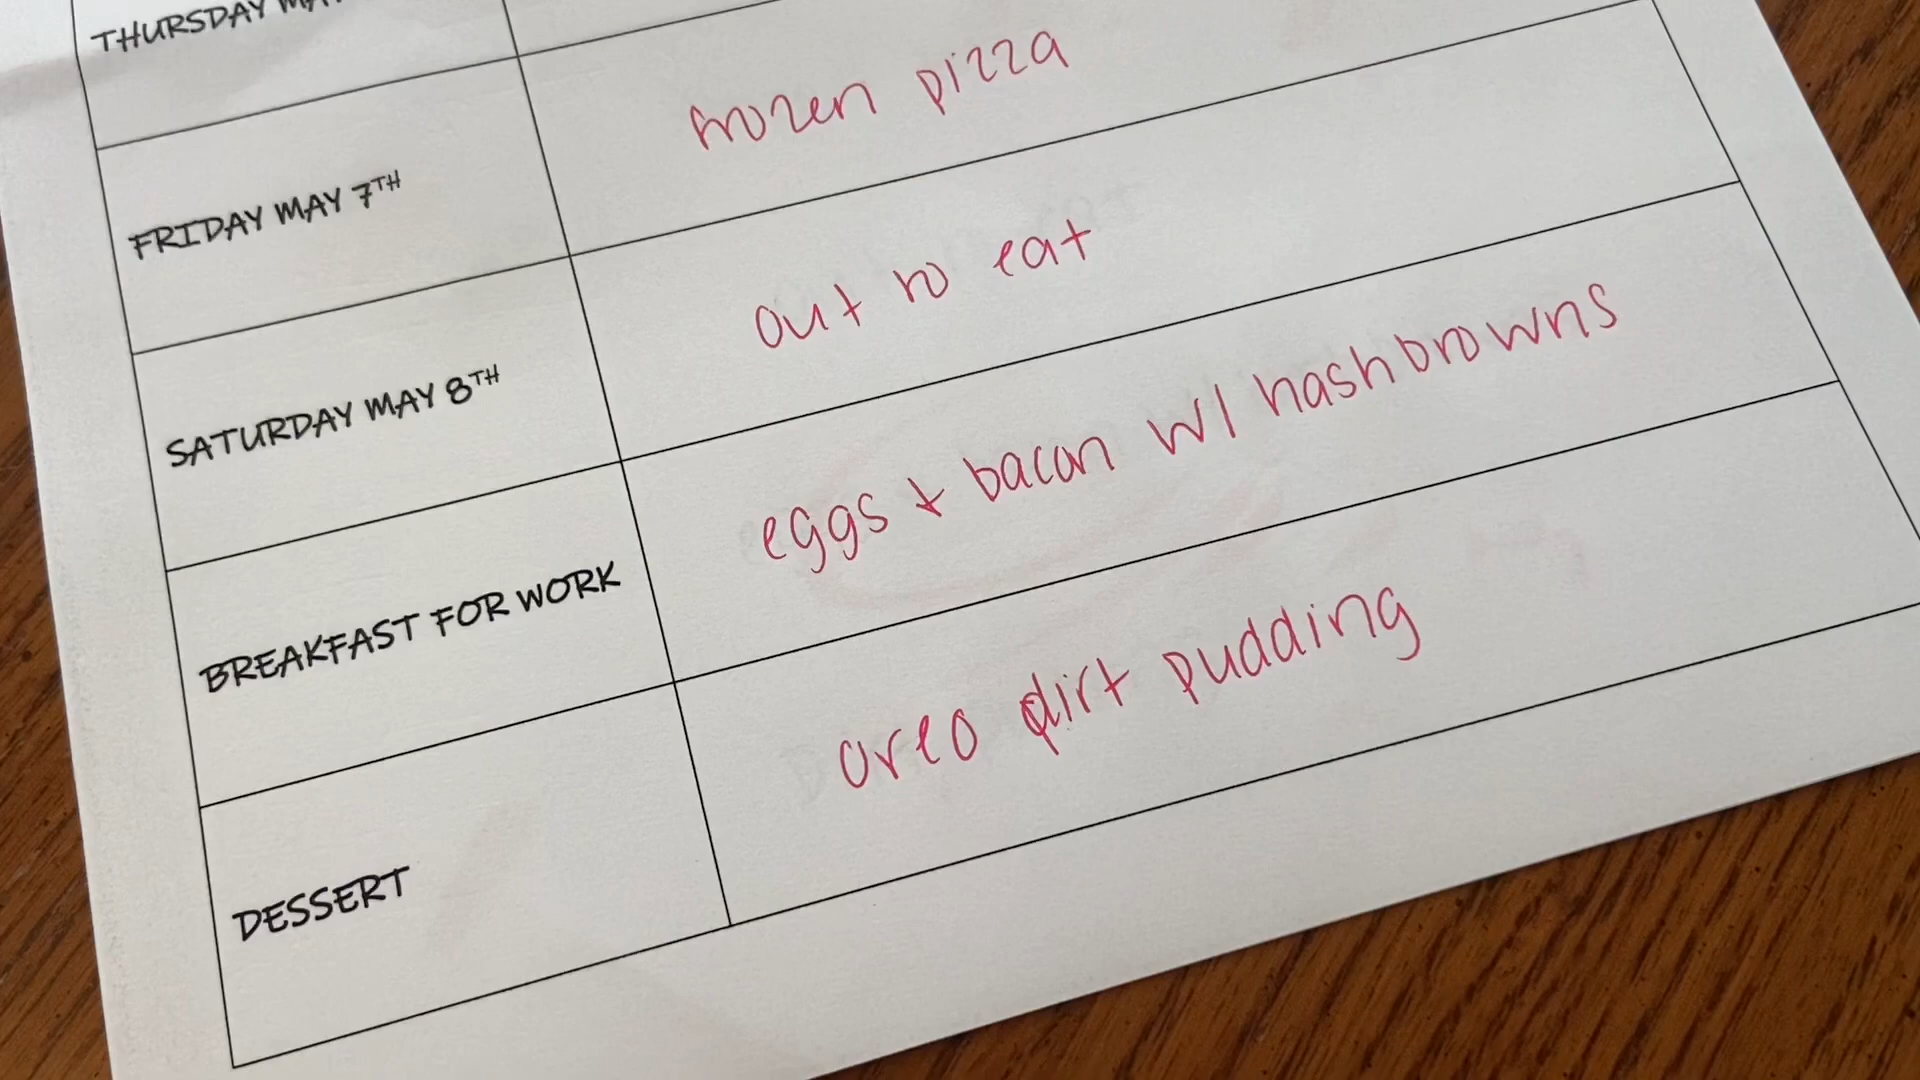 THURSDAY
FRIDAY MAY 7TH
frozen pizza
SATURDAY MAY 8TH
out to eat
BREAKFAST FOR WORK
eggs & bacon w/ hashbrowns
DESSERT
oreo dirt pudding